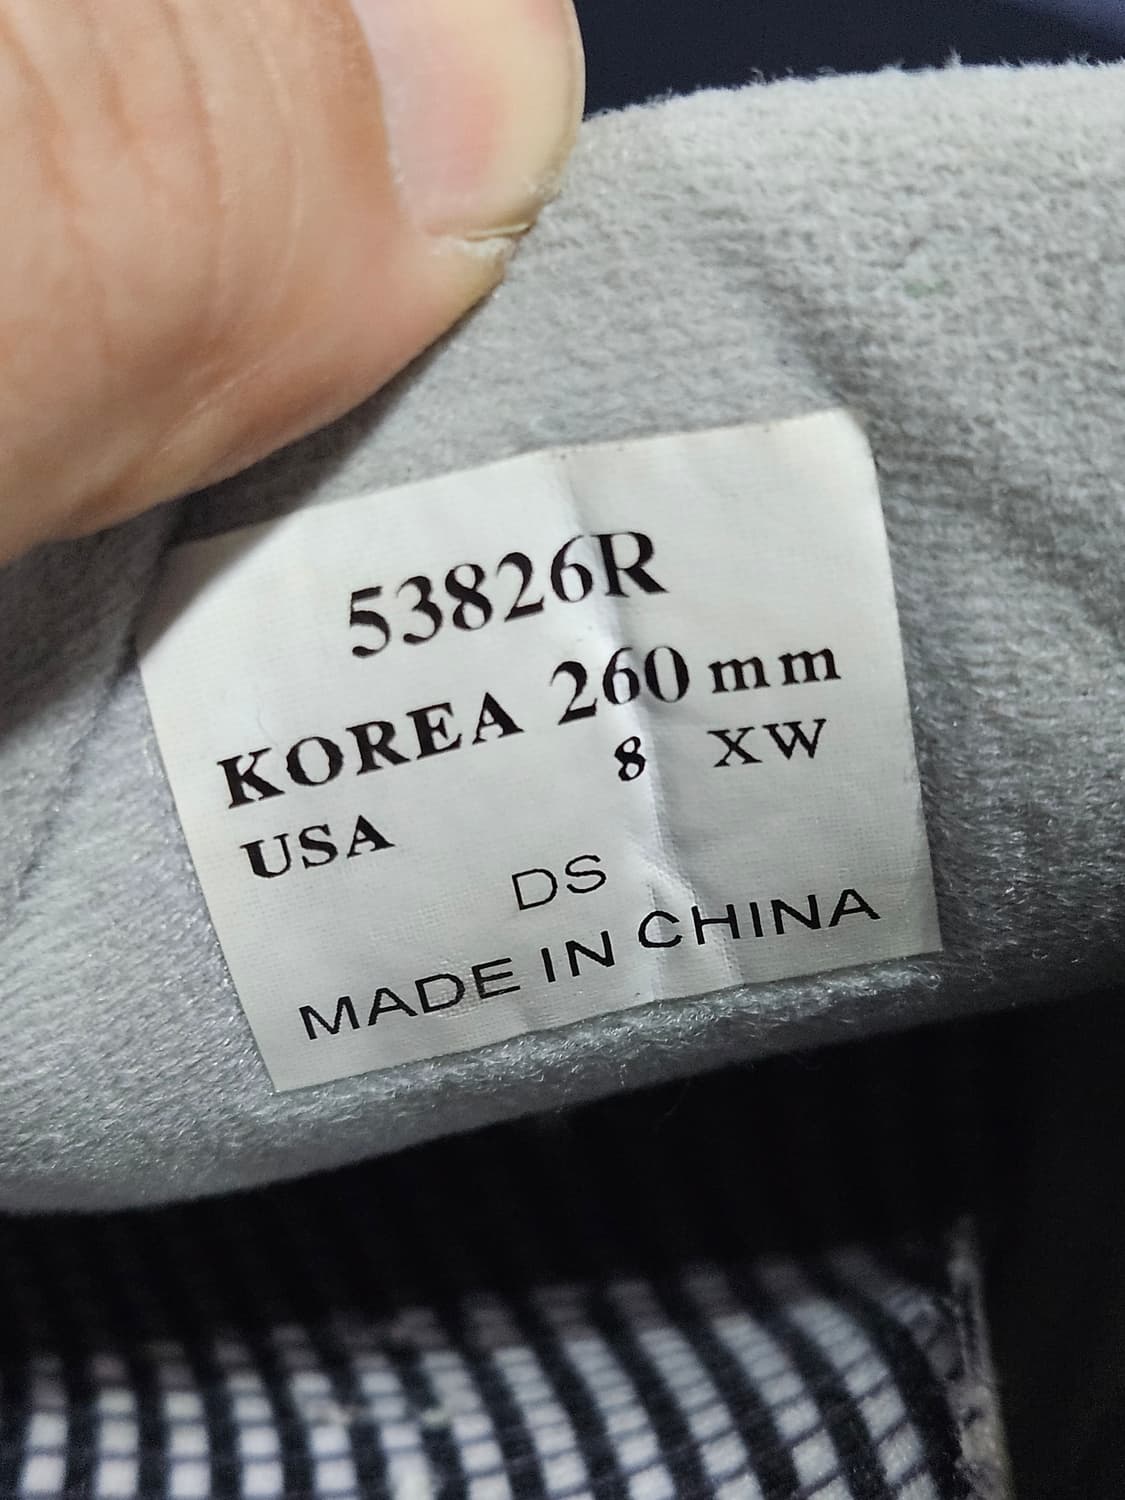 53826R
KOREA 260 mm
USA 8 XW
DS
MADE IN CHINA